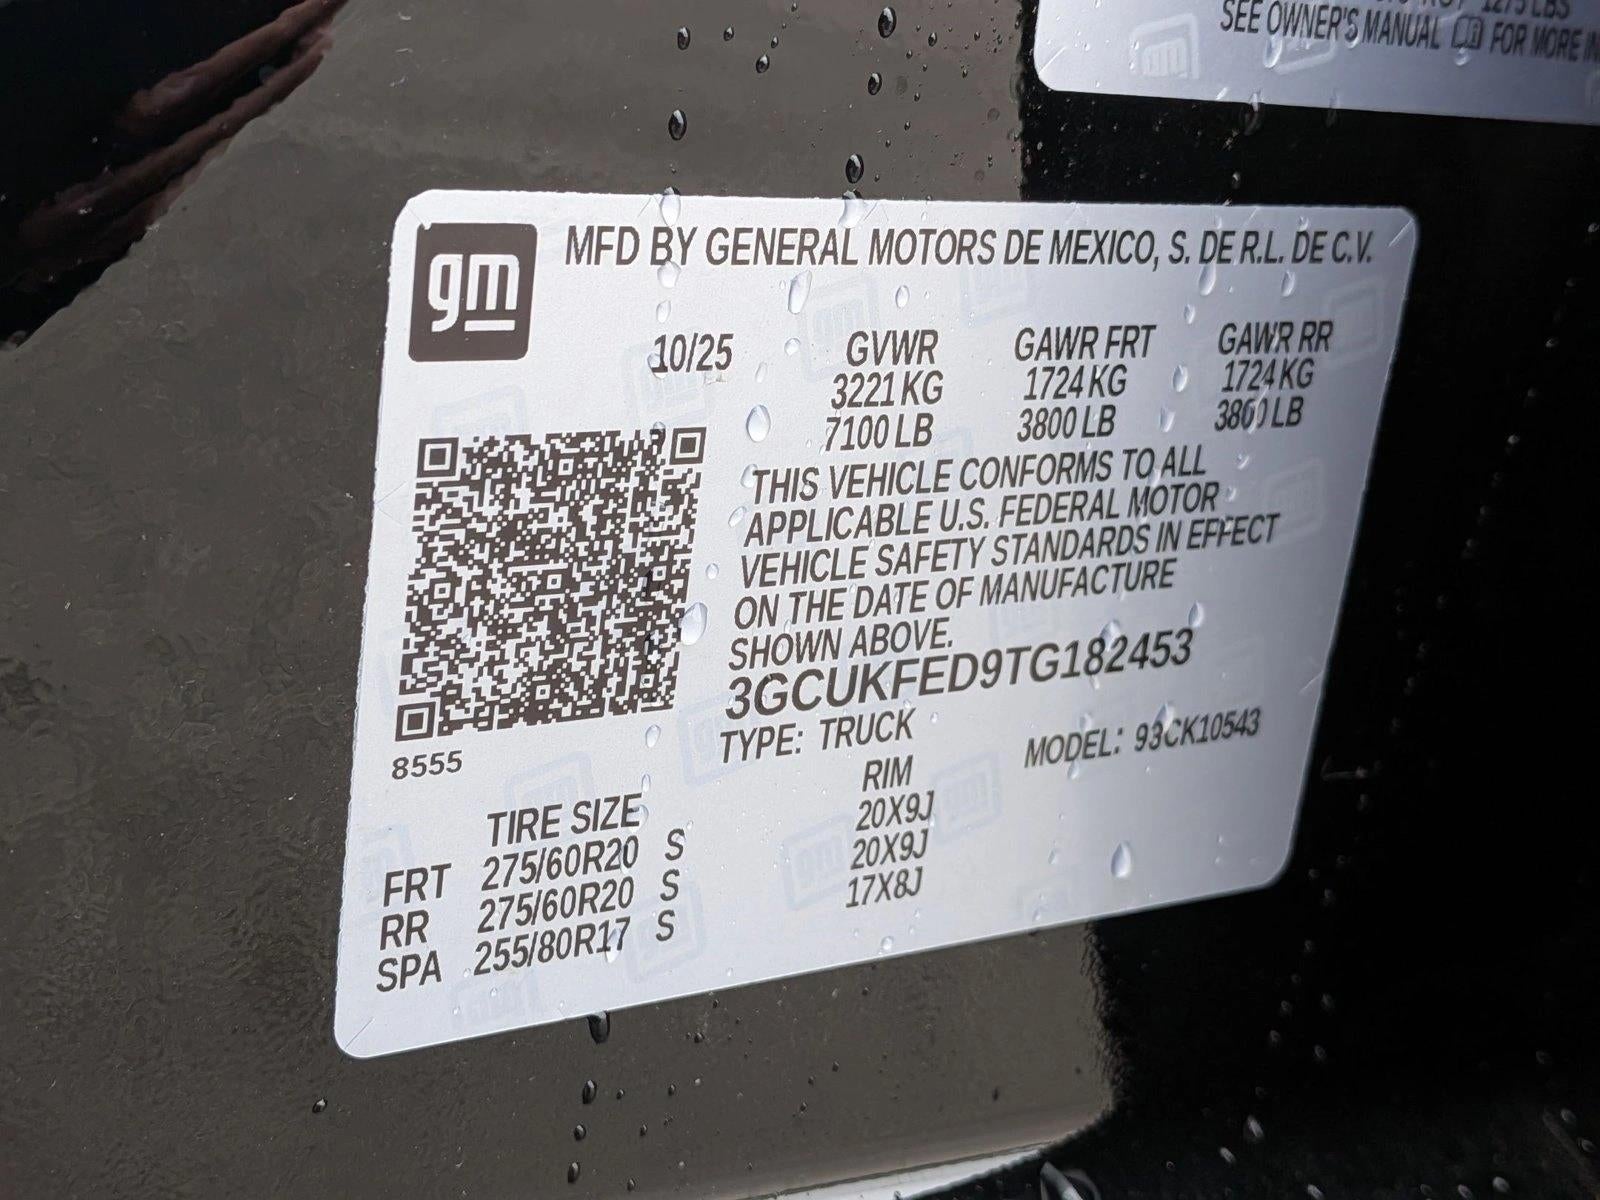 1275 LBS
SEE OWNER'S MANUAL FOR MORE
gm
MFD BY GENERAL MOTORS DE MEXICO, S. DE R.L. DE C.V.
10/25 GVWR GAWR FRT GAWR RR
3221 KG 1724 KG 1724 KG
7100 LB 3800 LB 3800 LB
THIS VEHICLE CONFORMS TO ALL
APPLICABLE U.S. FEDERAL MOTOR
VEHICLE SAFETY STANDARDS IN EFFECT
ON THE DATE OF MANUFACTURE
SHOWN ABOVE.
3GCUKFED9TG182453
TYPE: TRUCK MODEL: 93CK10543
8555
TIRE SIZE RIM
FRT 275/60R20 S 20X9J
RR 275/60R20 S 20X9J
SPA 255/80R17 S 17X8J